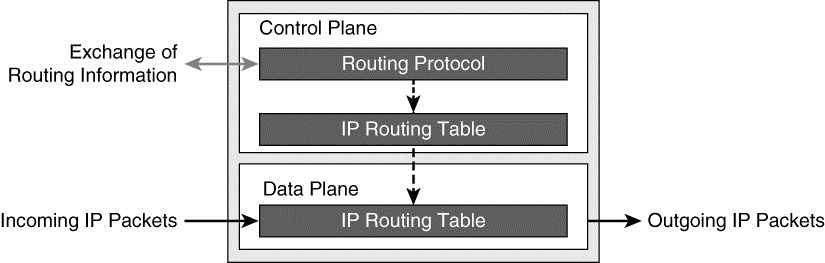 Control Plane
Exchange of
Routing Information
Routing Protocol
IP Routing Table
Data Plane
Incoming IP Packets
IP Routing Table
Outgoing IP Packets